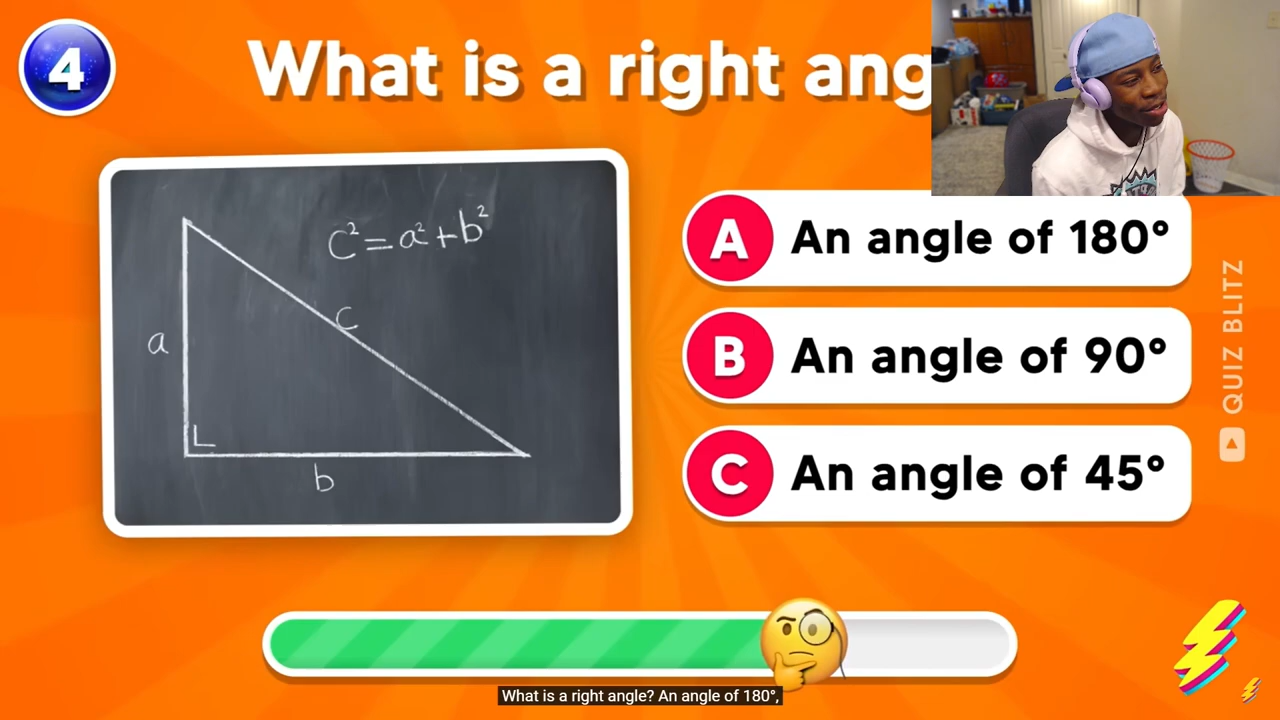 4
What is a right ang
C²=a²+b²
a
c
b
A An angle of 180°
B An angle of 90°
C An angle of 45°
QUIZ BLITZ
What is a right angle? An angle of 180°,